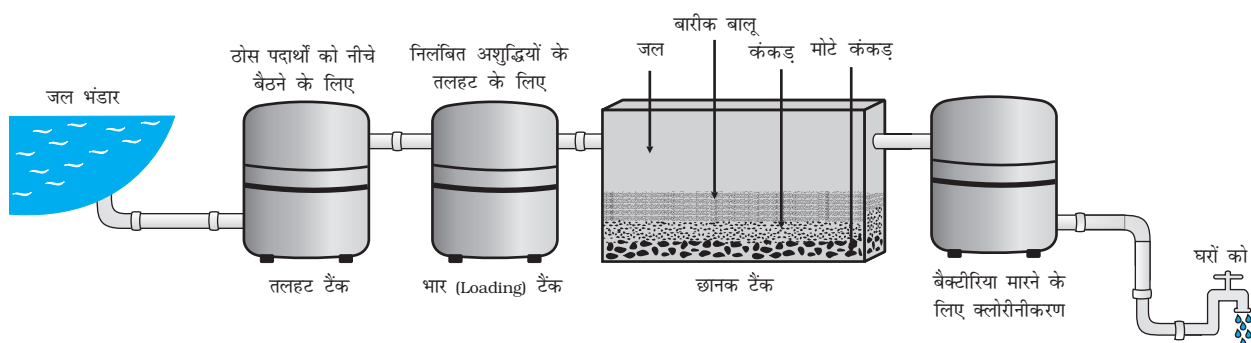 जल भंडार
ठोस पदार्थों को नीचे
बैठने के लिए
निलंबित अशुद्धियों के
तलहट के लिए
जल
बारीक बालू
कंकड़
मोटे कंकड़
तलहट टैंक
भार (Loading) टैंक
छानक टैंक
बैक्टीरिया मारने के
लिए क्लोरीनीकरण
घरों को